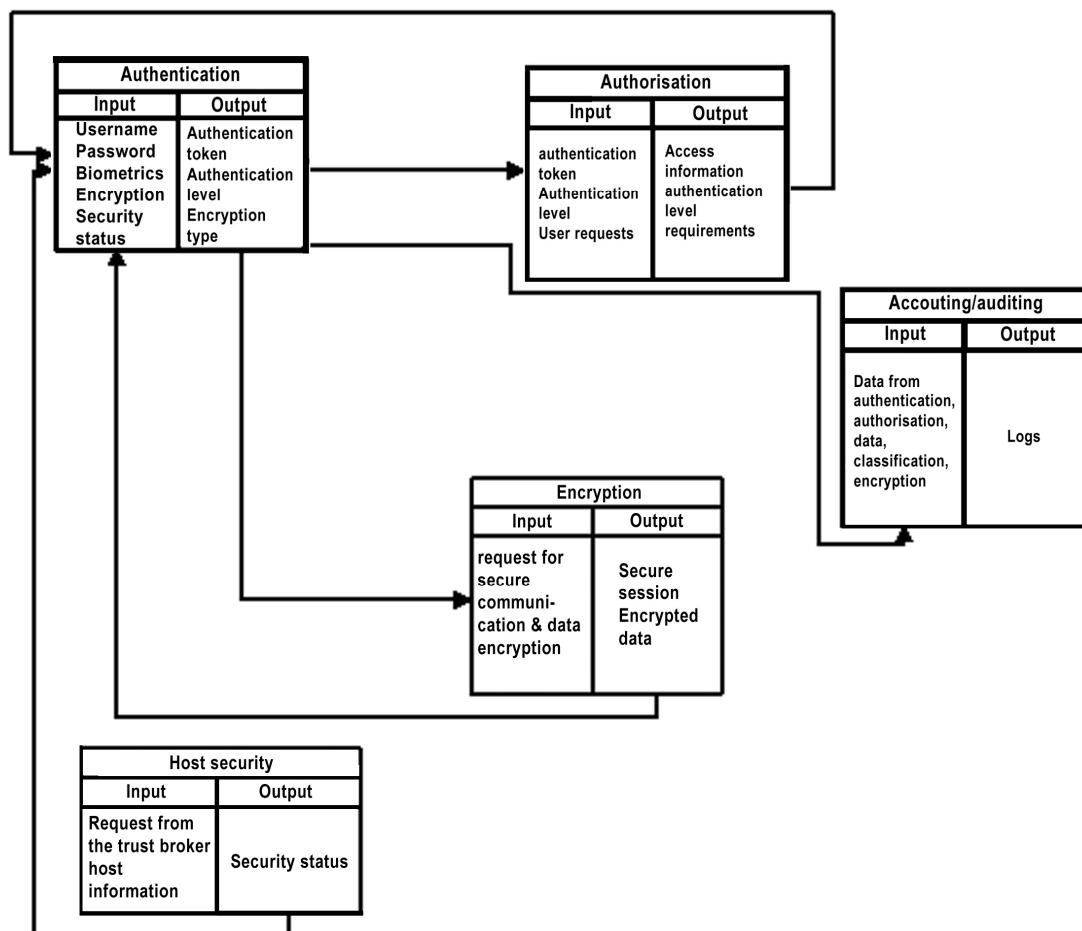 Authentication
Input
Output
Username
Password
Biometrics
Encryption
Security
status
Authentication
token
Authentication
level
Encryption
type
Authorisation
Input
Output
authentication
token
Authentication
level
User requests
Access
information
authentication
level
requirements
Accouting/auditing
Input
Output
Data from
authentication,
authorisation,
data,
classification,
encryption
Logs
Encryption
Input
Output
request for
secure
communi-
cation & data
encryption
Secure
session
Encrypted
data
Host security
Input
Output
Request from
the trust broker
host
information
Security status